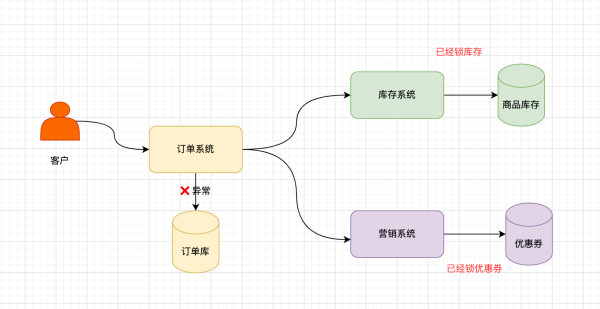 已经锁库存
库存系统
商品库存
客户
订单系统
❌ 异常
订单库
营销系统
优惠券
已经锁优惠券